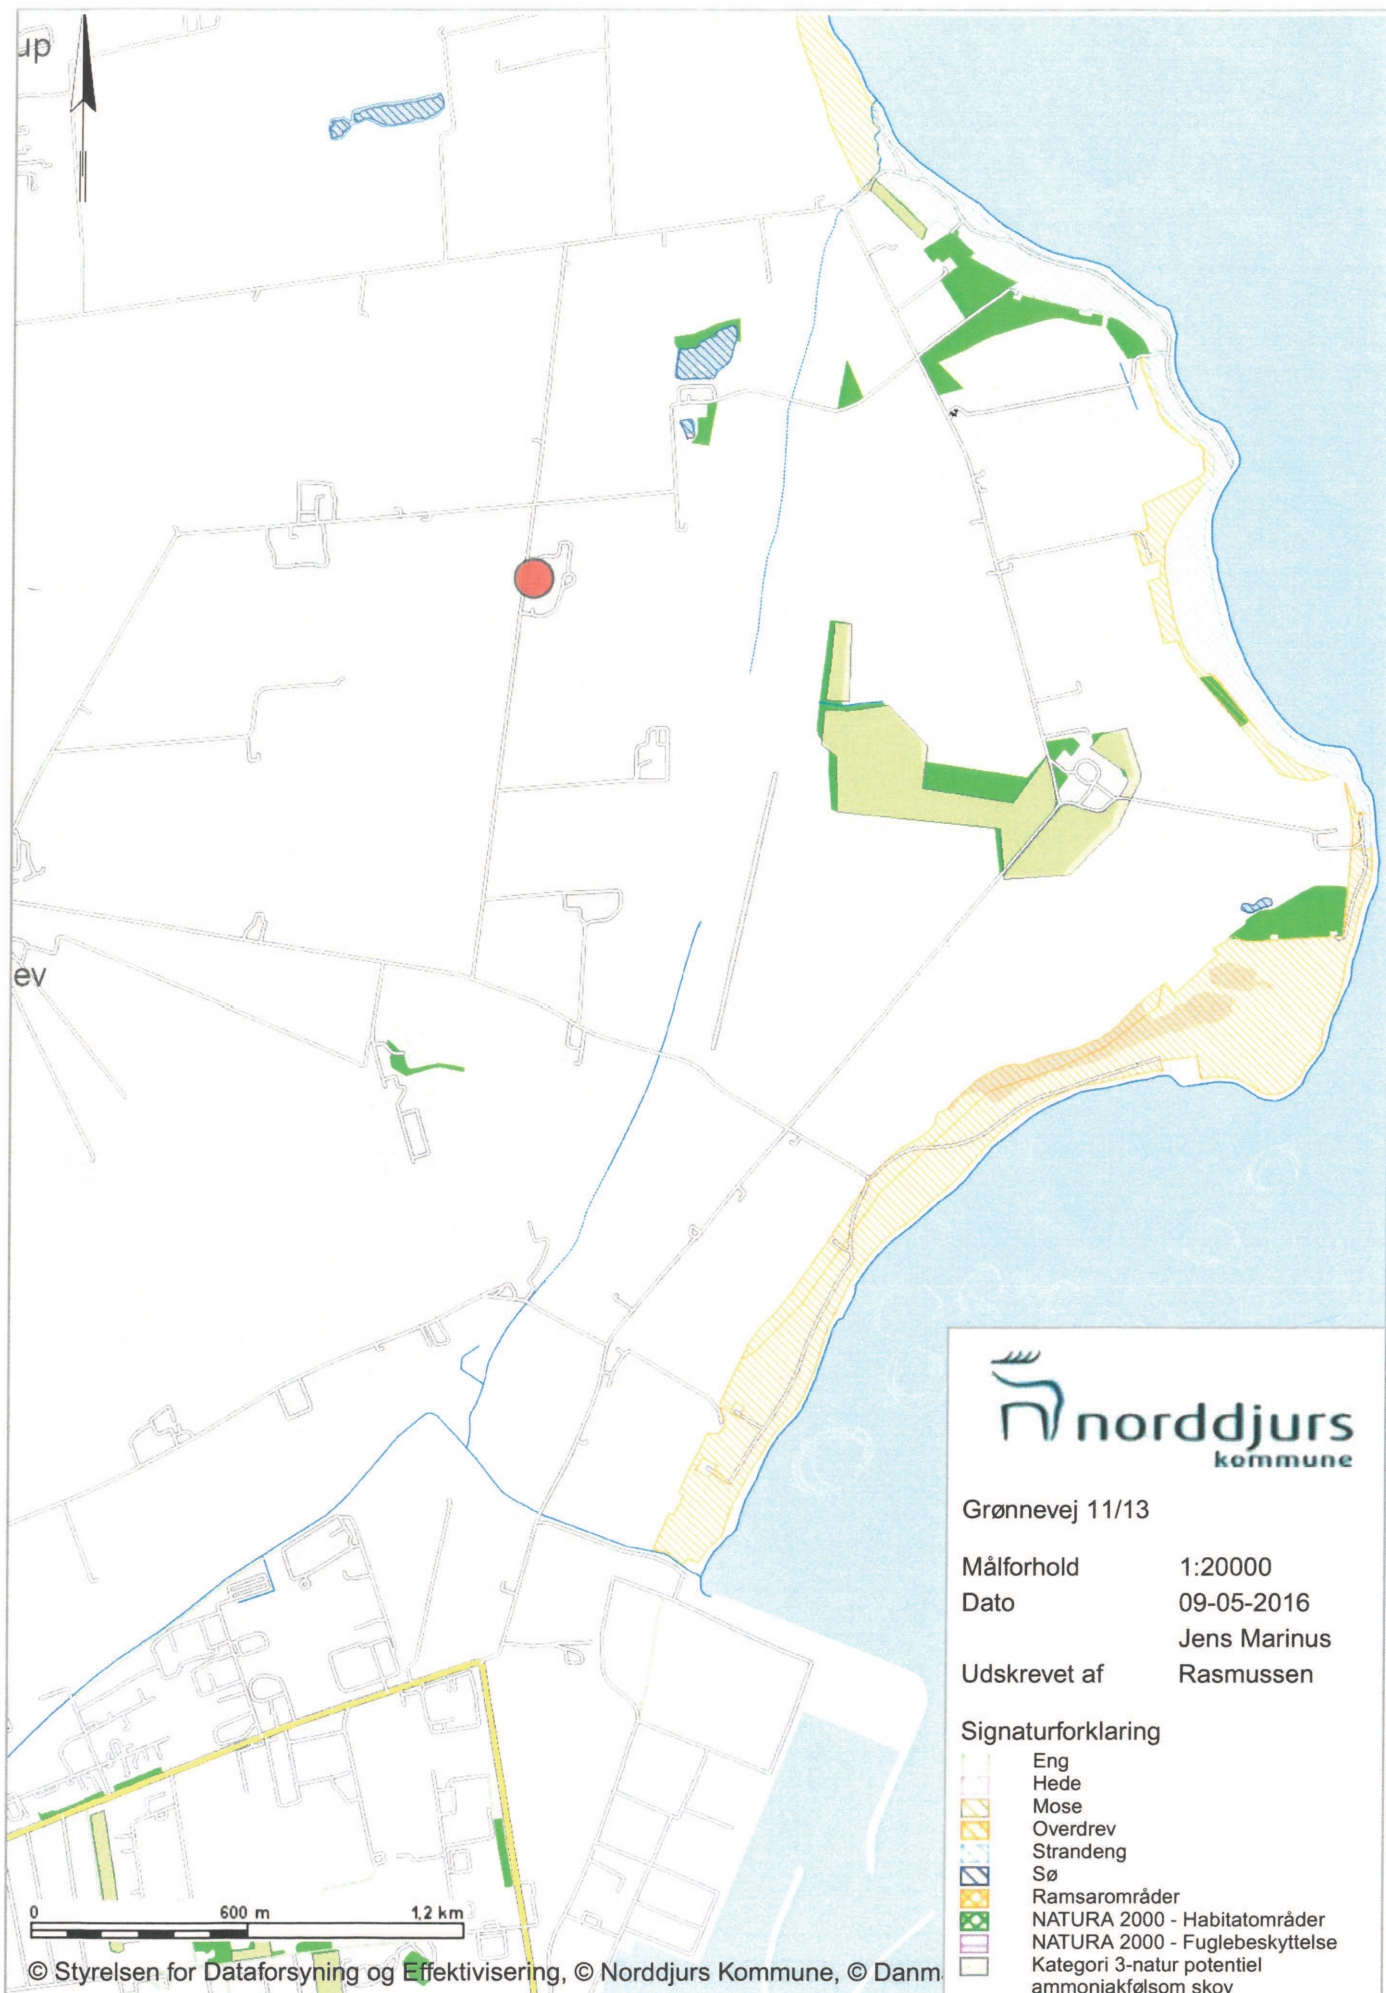 up
ev
norddjurs
kommune
Grønnevej 11/13
Målforhold 1:20000
Dato 09-05-2016
Jens Marinus
Udskrevet af Rasmussen
Signaturforklaring
Eng
Hede
Mose
Overdrev
Strandeng
Sø
Ramsarområder
NATURA 2000 - Habitatområder
NATURA 2000 - Fuglebeskyttelse
Kategori 3-natur potentiel
ammoniakfølsom skov
0 600 m 1,2 km
© Styrelsen for Dataforsyning og Effektivisering, © Norddjurs Kommune, © Danm